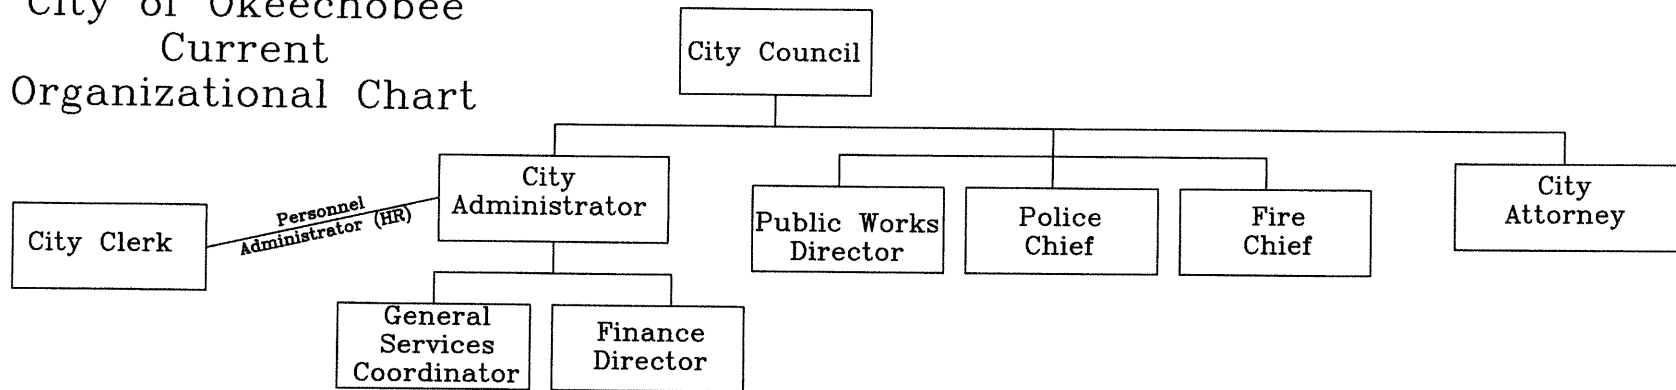 City of Okeechobee
Current
Organizational Chart
City Council
City
Administrator
Personnel
Administrator (HR)
City Clerk
Public Works
Director
Police
Chief
Fire
Chief
City
Attorney
General
Services
Coordinator
Finance
Director